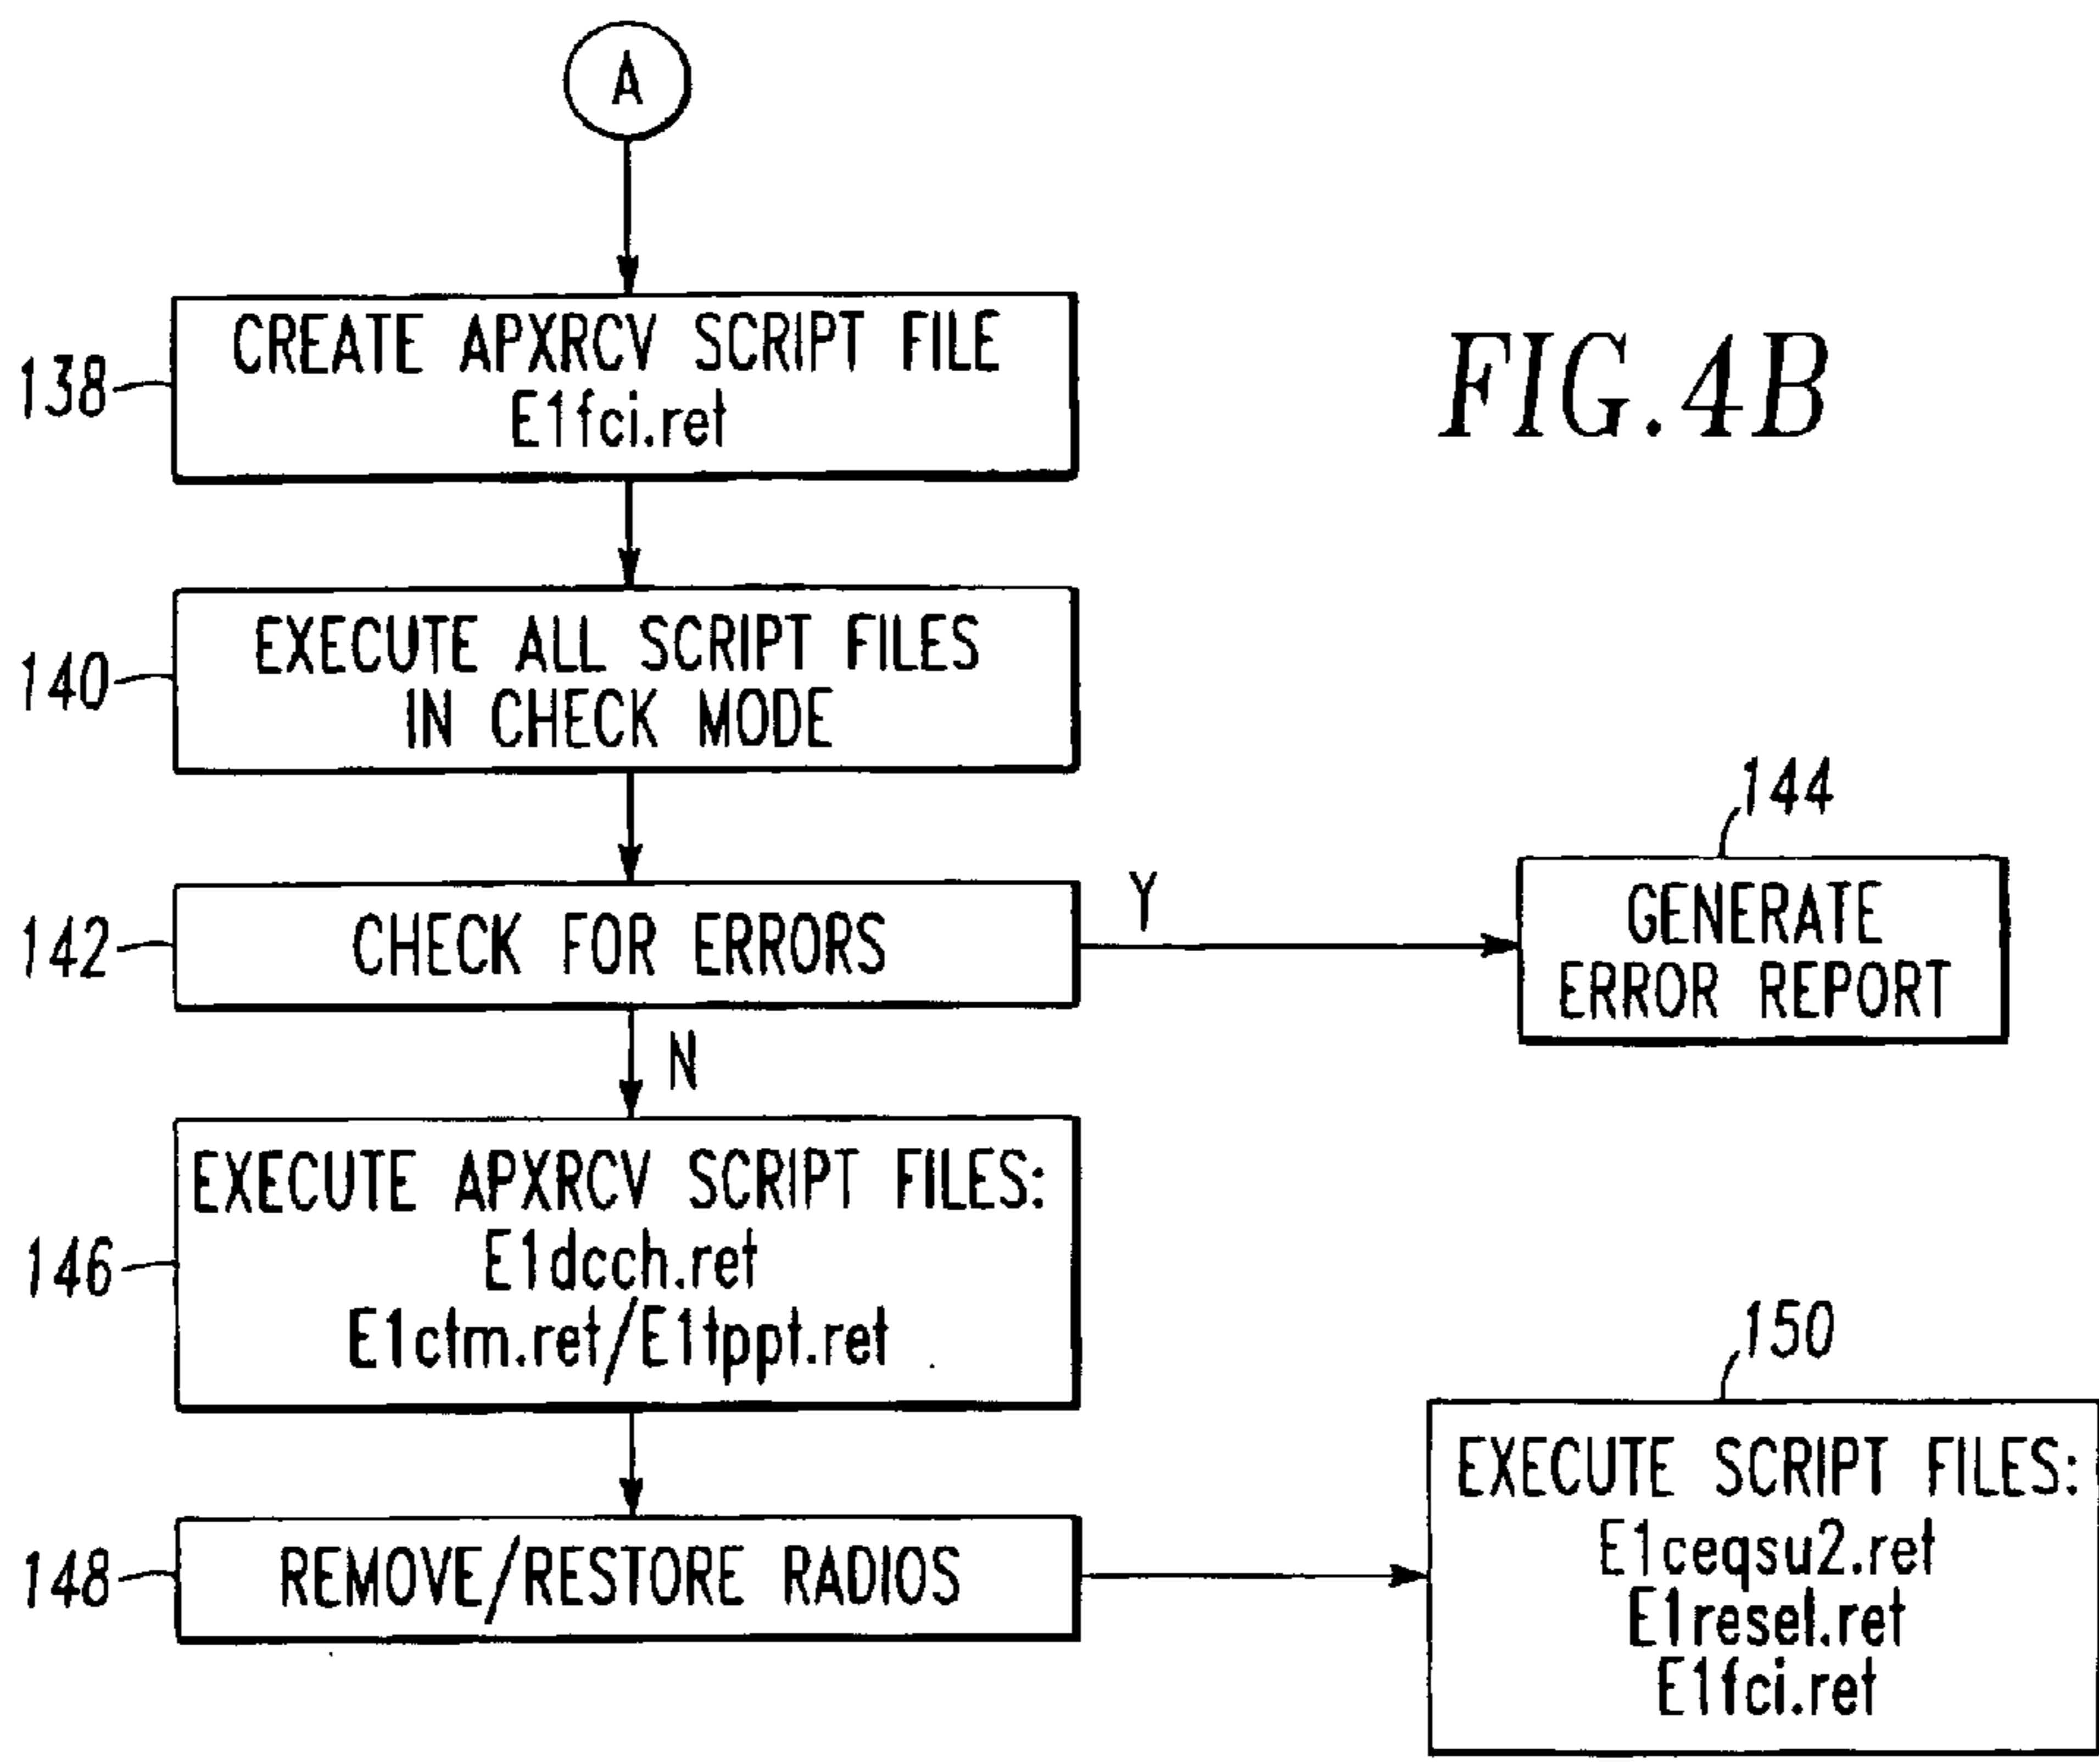 A
CREATE APXRCV SCRIPT FILE
E1fci.ret
138
FIG. 4B
EXECUTE ALL SCRIPT FILES
IN CHECK MODE
140
144
CHECK FOR ERRORS
142
Y
GENERATE
ERROR REPORT
N
EXECUTE APXRCV SCRIPT FILES:
E1dcch.ret
E1ctm.ret/E1tppt.ret
146
150
REMOVE/RESTORE RADIOS
148
EXECUTE SCRIPT FILES:
E1ceqsu2.ret
E1resel.ret
E1fci.ret